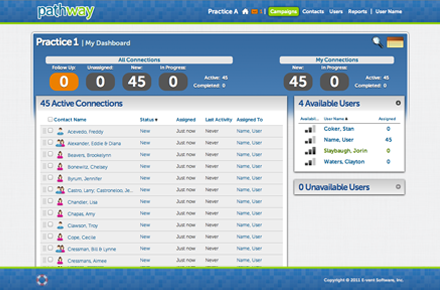 pathway
Practice A
Campaigns Contacts Users Reports | User Name
Practice 1 | My Dashboard
All Connections
My Connections
Follow Up: Unassigned: New: In Progress:
New: In Progress:
0 0 45 0
Active: 45
Completed: 0
45 0
Active: 45
Completed: 0
45 Active Connections
Contact Name Status Assigned Last Activity Assigned To
Acevedo, Freddy New Just now Never Name, User
Alexander, Eddie & Diana New Just now Never Name, User
Beavers, Brookelynn New Just now Never Name, User
Bonewitz, Chelsey New Just now Never Name, User
Byrum, Jennifer New Just now Never Name, User
Castro, Larry; Castroneiso, Je... New Just now Never Name, User
Chandler, Lisa New Just now Never Name, User
Chapas, Amy New Just now Never Name, User
Clawson, Troy New Just now Never Name, User
Cope, Cecile New Just now Never Name, User
Cressman, Bill & Lynne New Just now Never Name, User
Cressmans, Aimee New Just now Never Name, User
4 Available Users
Availabl... User Name Assigned
Coker, Stan 0
Name, User 45
Slaybaugh, Jorin 0
Waters, Clayton 0
0 Unavailable Users
Copyright © 2011 E-vent Software, Inc.